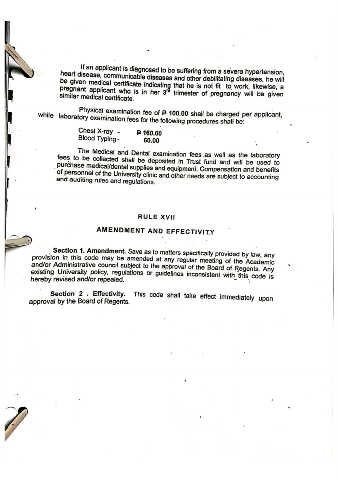 If an applicant is diagnosed to be suffering from a severe hypertension,
heart disease, communicable diseases and other debilitating diseases, he will
be given medical certificate indicating that he is not fit to work, likewise, a
pregnant applicant who is in her 3rd trimester of pregnancy will be given
similar medical certificate.
Physical examination fee of ₱ 100.00 shall be charged per applicant,
while laboratory examination fees for the following procedures shall be:
Chest X-ray - ₱ 160.00
Blood Typing - 60.00
The Medical and Dental examination fees as well as the laboratory
fees to be collected shall be deposited in Trust fund and will be used to
purchase medical/dental supplies and equipment. Compensation and benefits
of personnel of the University clinic and other needs are subject to accounting
and auditing rules and regulations.
RULE XVII
AMENDMENT AND EFFECTIVITY
Section 1. Amendment. Save as to matters specifically provided by law, any
provision in this code may be amended at any regular meeting of the Academic
and/or Administrative council subject to the approval of the Board of Regents. Any
existing University policy, regulations or guidelines inconsistent with this code is
hereby revised and/or repealed.
Section 2 . Effectivity. This code shall take effect immediately upon
approval by the Board of Regents.